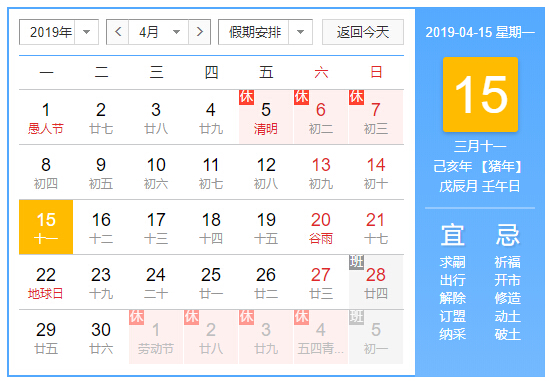 2019年 4月 假期安排 返回今天
一 二 三 四 五 六 日
休 休 休
1 2 3 4 5 6 7
愚人节 廿七 廿八 廿九 清明 初二 初三
8 9 10 11 12 13 14
初四 初五 初六 初七 初八 初九 初十
15 16 17 18 19 20 21
十一 十二 十三 十四 十五 谷雨 十七
班
22 23 24 25 26 27 28
地球日 十九 二十 廿一 廿二 廿三 廿四
休 休 休 休 班
29 30 1 2 3 4 5
廿五 廿六 劳动节 廿八 廿九 五四青... 初一
2019-04-15 星期一
15
三月十一
己亥年 【猪年】
戊辰月 壬午日
宜 忌
求嗣 祈福
出行 开市
解除 修造
订盟 动土
纳采 破土